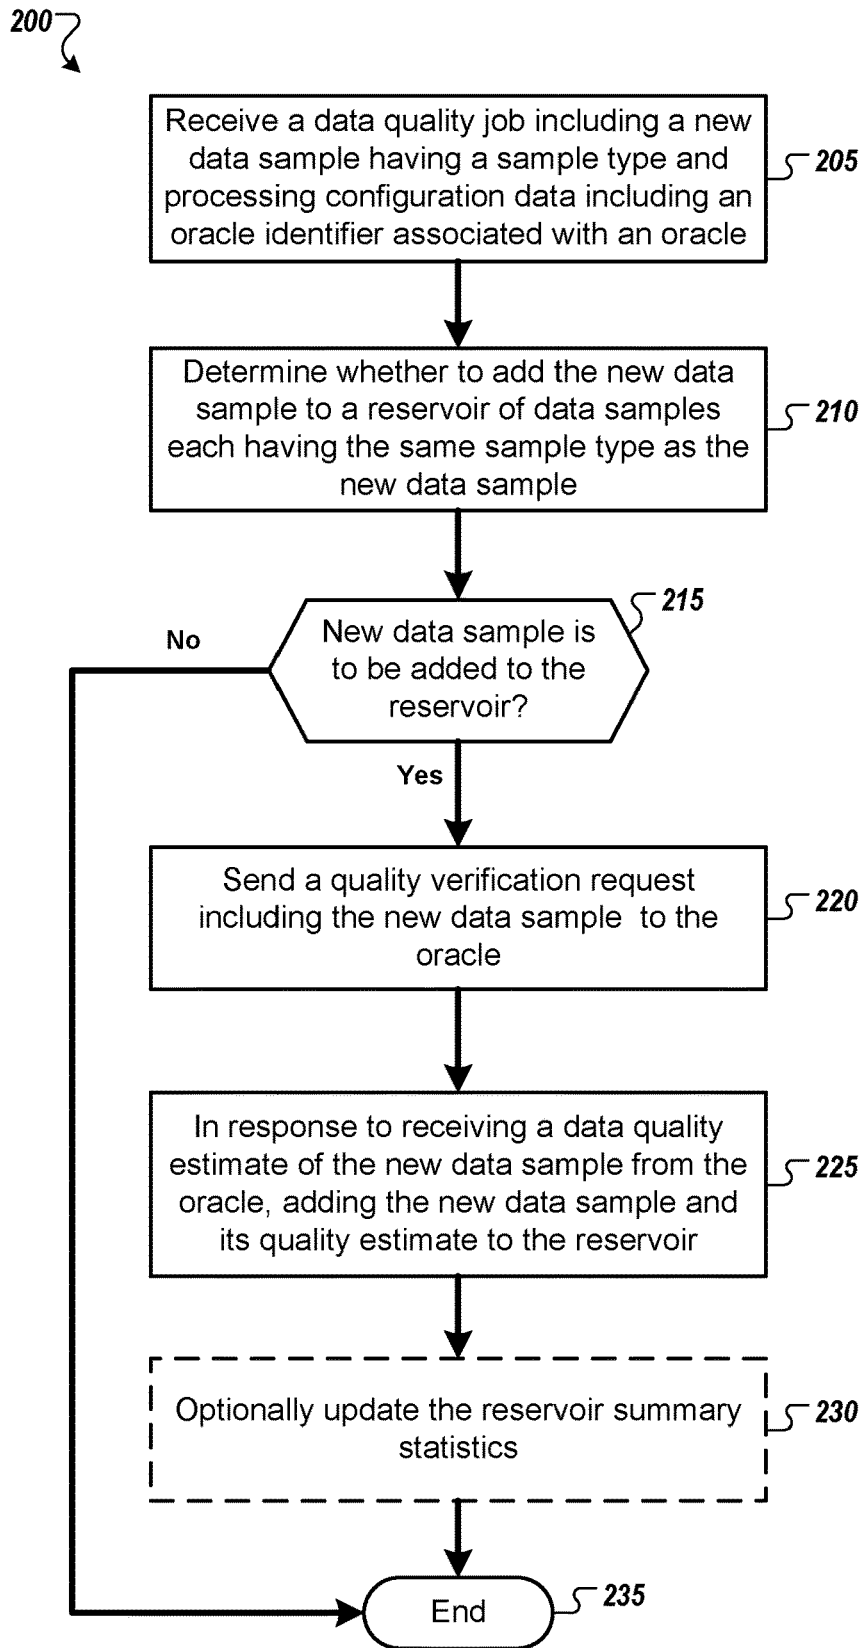 200
Receive a data quality job including a new
data sample having a sample type and
processing configuration data including an
oracle identifier associated with an oracle
205
Determine whether to add the new data
sample to a reservoir of data samples
each having the same sample type as the
new data sample
210
New data sample is
to be added to the
reservoir?
215
No
Yes
Send a quality verification request
including the new data sample to the
oracle
220
In response to receiving a data quality
estimate of the new data sample from the
oracle, adding the new data sample and
its quality estimate to the reservoir
225
Optionally update the reservoir summary
statistics
230
End
235